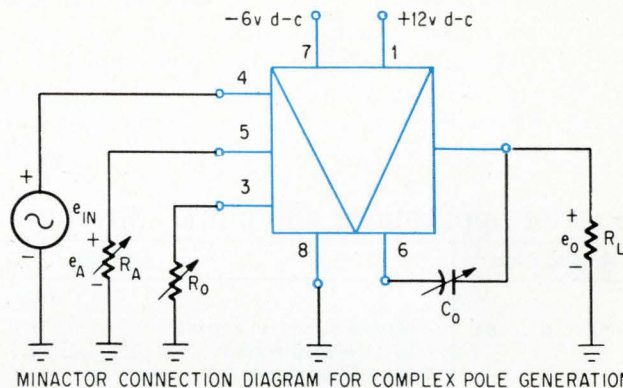 -6v d-c
+12v d-c
7
1
4
5
3
8
6
+
e_IN
-
+
e_A
-
R_A
R_O
C_O
+
e_O
-
R_L
MINACTOR CONNECTION DIAGRAM FOR COMPLEX POLE GENERATION